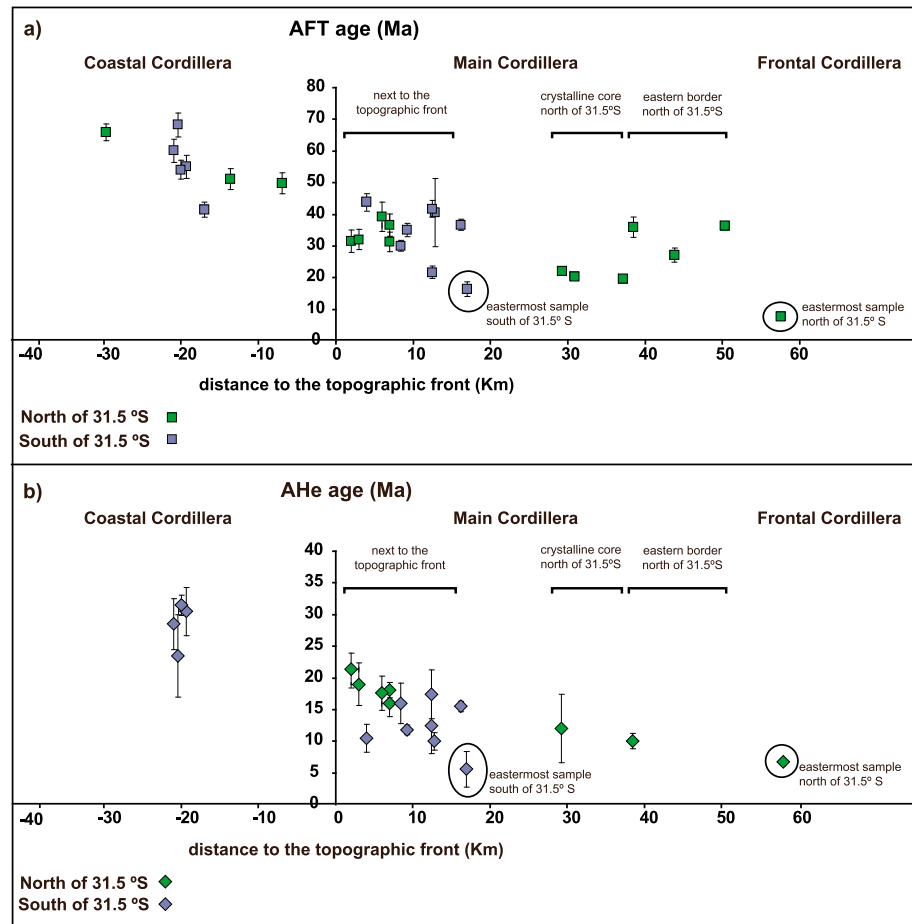 a)
AFT age (Ma)
Coastal Cordillera
Main Cordillera
Frontal Cordillera
next to the
topographic front
crystalline core
north of 31.5ºS
eastern border
north of 31.5ºS
80
70
60
50
40
30
20
10
0
eastermost sample
south of 31.5º S
eastermost sample
north of 31.5º S
-40
-30
-20
-10
0
10
20
30
40
50
60
distance to the topographic front (Km)
North of 31.5 ºS
South of 31.5 ºS
b)
AHe age (Ma)
Coastal Cordillera
Main Cordillera
Frontal Cordillera
next to the
topographic front
crystalline core
north of 31.5ºS
eastern border
north of 31.5ºS
40
35
30
25
20
15
10
5
0
eastermost sample
south of 31.5º S
eastermost sample
north of 31.5º S
-40
-30
-20
-10
0
10
20
30
40
50
60
distance to the topographic front (Km)
North of 31.5 ºS
South of 31.5 ºS